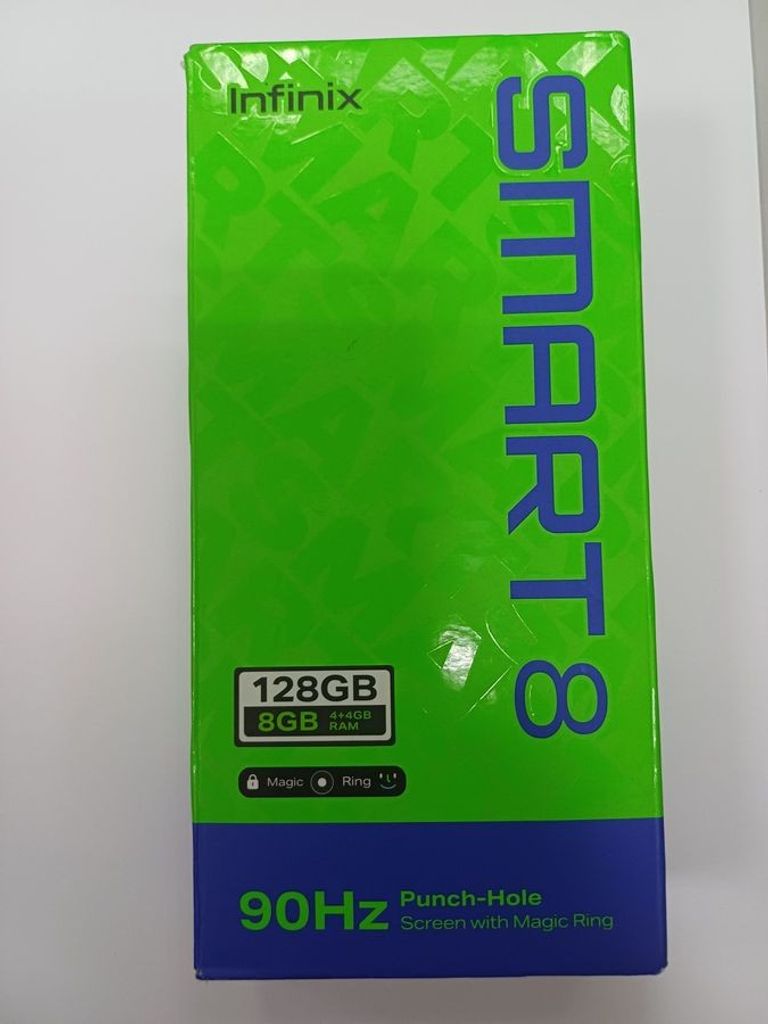 Infinix
SMART 8
128GB
8GB 4+4GB
RAM
Magic Ring
90Hz Punch-Hole
Screen with Magic Ring